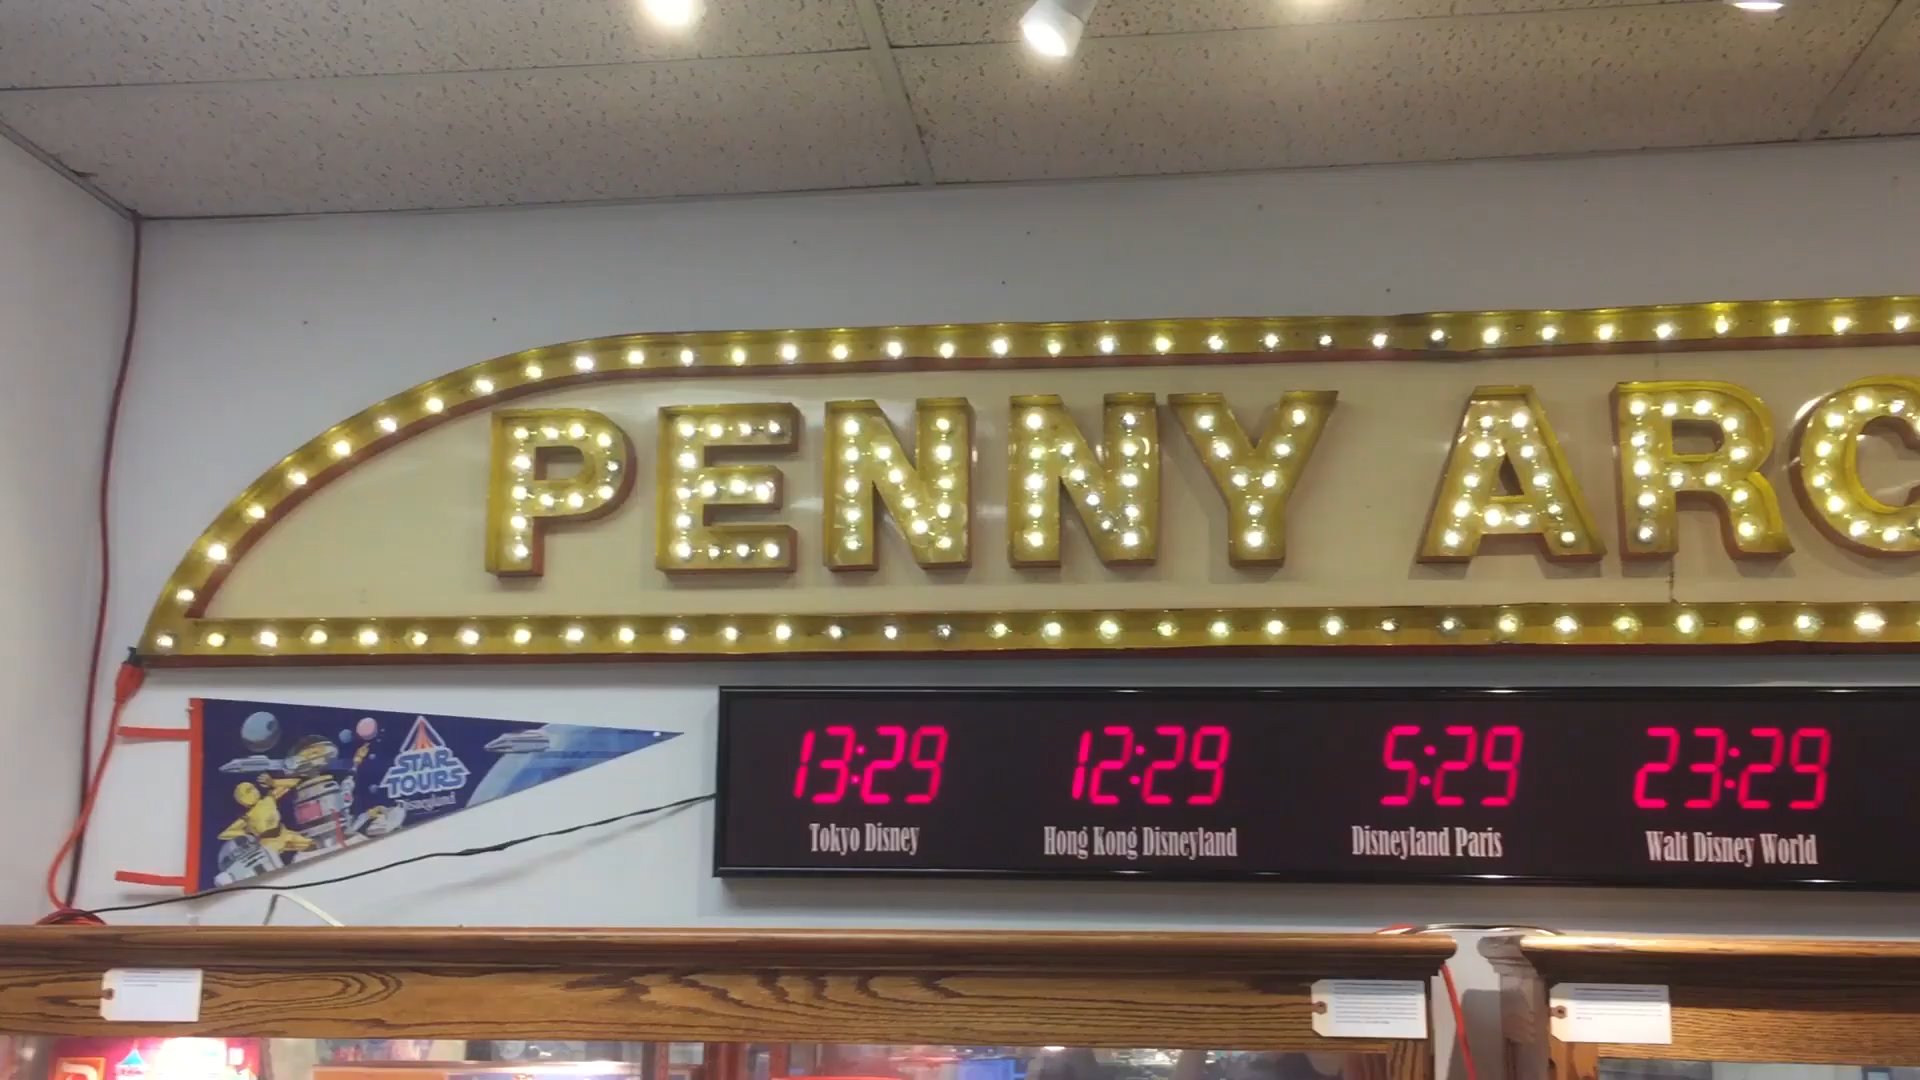 PENNY ARC
STAR
TOURS
Disneyland
13:29
12:29
5:29
23:29
Tokyo Disney
Hong Kong Disneyland
Disneyland Paris
Walt Disney World